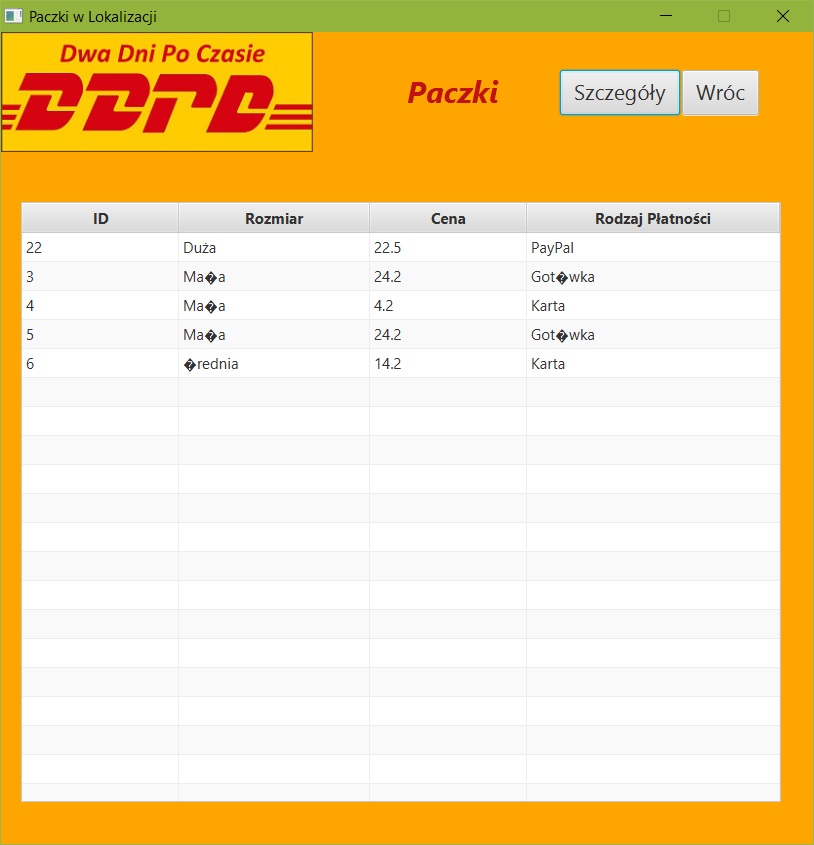 Paczki w Lokalizacji
Dwa Dni Po Czasie
DDPC
Paczki
Szczegóły Wróc
ID Rozmiar Cena Rodzaj Płatności
22 Duża 22.5 PayPal
3 Ma�a 24.2 Got�wka
4 Ma�a 4.2 Karta
5 Ma�a 24.2 Got�wka
6 �rednia 14.2 Karta